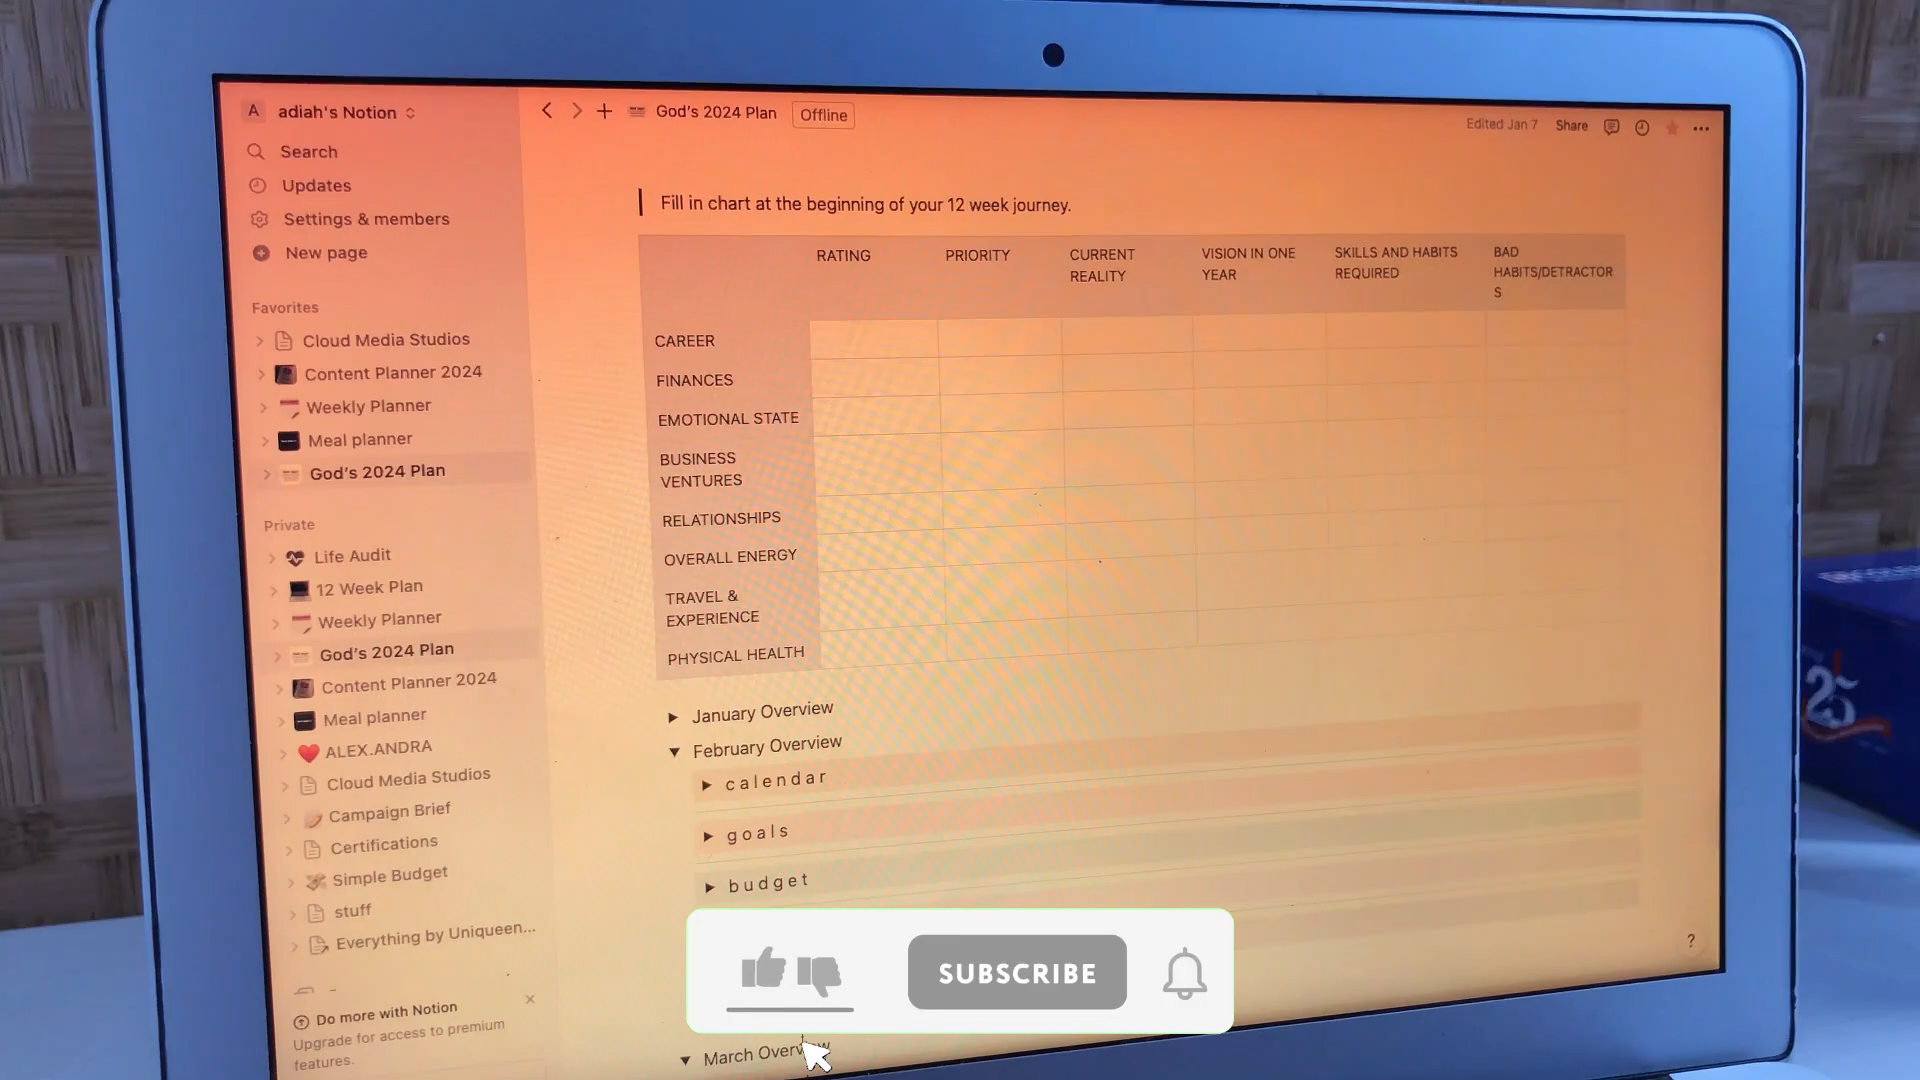 A adiah's Notion
Search
Updates
Settings & members
New page
Favorites
Cloud Media Studios
Content Planner 2024
Weekly Planner
Meal planner
God's 2024 Plan
Private
Life Audit
12 Week Plan
Weekly Planner
God's 2024 Plan
Content Planner 2024
Meal planner
ALEX.ANDRA
Cloud Media Studios
Campaign Brief
Certifications
Simple Budget
stuff
Everything by Uniqueen...
Do more with Notion
Upgrade for access to premium
features.
God's 2024 Plan Offline
Edited Jan 7 Share
Fill in chart at the beginning of your 12 week journey.
RATING
PRIORITY
CURRENT
REALITY
VISION IN ONE
YEAR
SKILLS AND HABITS
REQUIRED
BAD
HABITS/DETRACTOR
S
CAREER
FINANCES
EMOTIONAL STATE
BUSINESS
VENTURES
RELATIONSHIPS
OVERALL ENERGY
TRAVEL &
EXPERIENCE
PHYSICAL HEALTH
January Overview
February Overview
calendar
goals
budget
March Overview
?
SUBSCRIBE
25